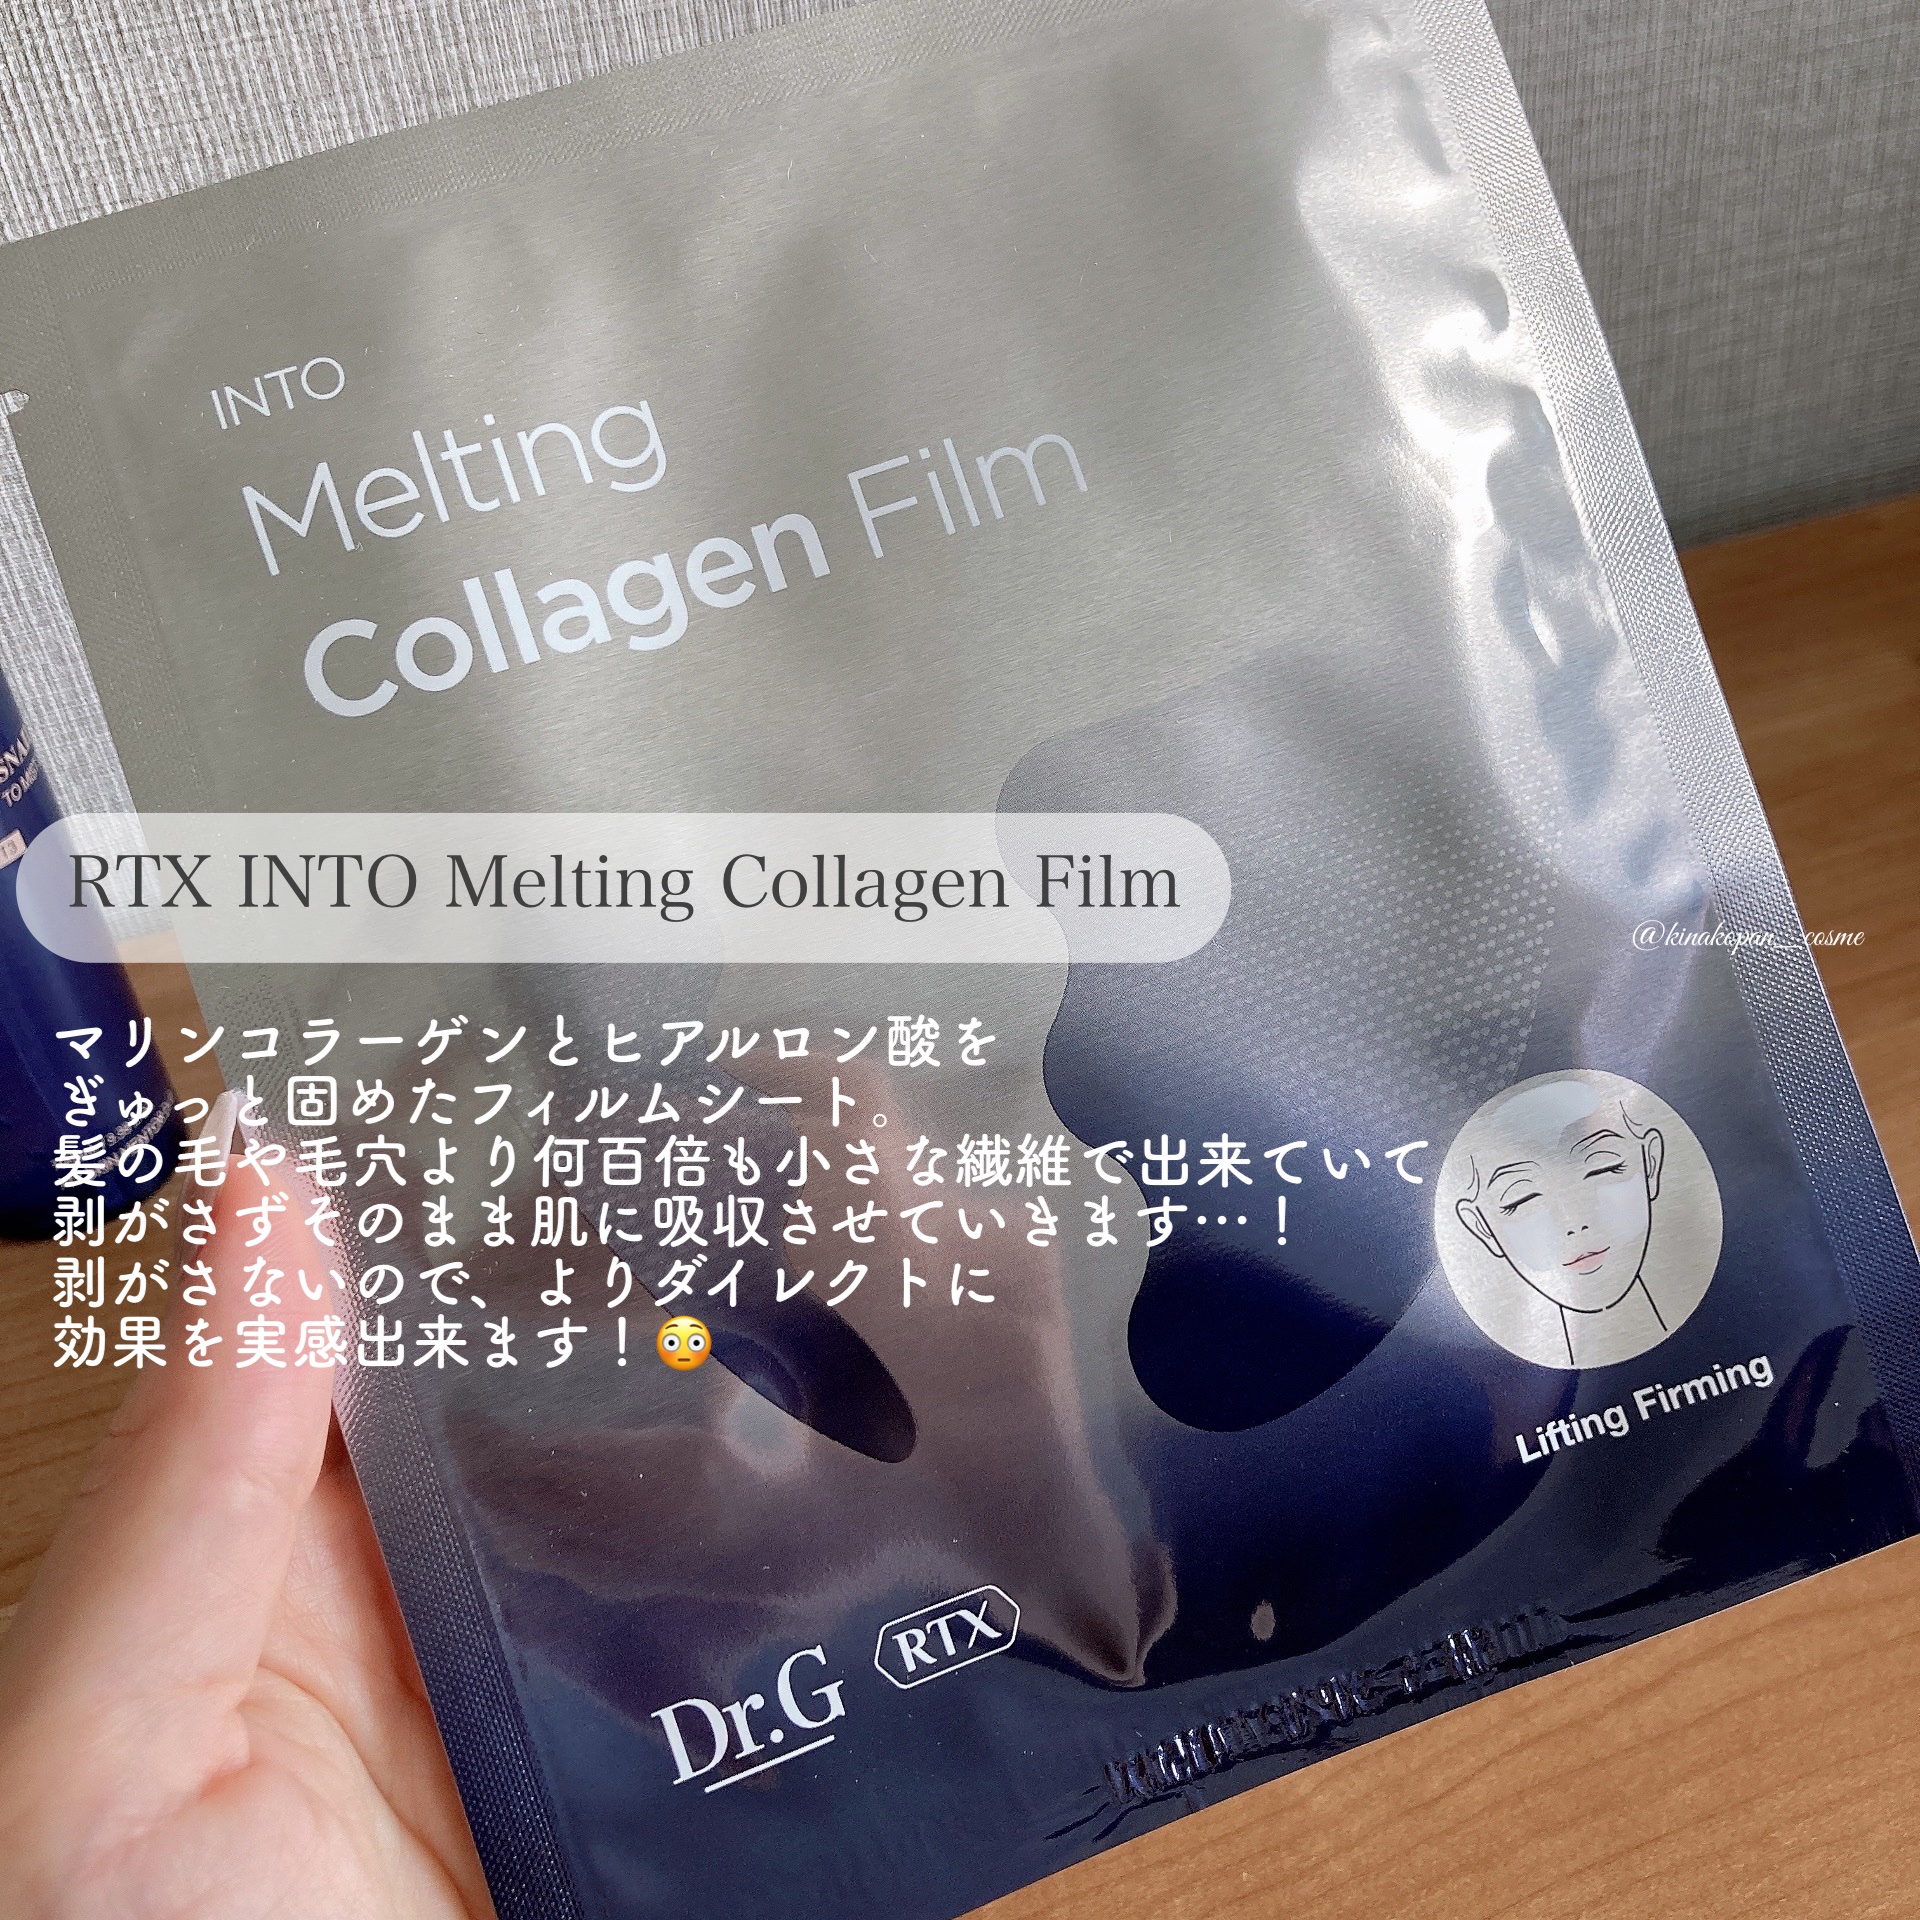 INTO
Melting
Collagen Film
RTX INTO Melting Collagen Film
@kinakopan__cosme
マリンコラーゲンとヒアルロン酸を
ぎゅっと固めたフィルムシート。
髪の毛や毛穴より何百倍も小さな繊維で出来ていて
剥がさずそのまま肌に吸収させていきます…！
剥がさないので、よりダイレクトに
効果を実感出来ます！😳
Lifting Firming
Dr.G RTX